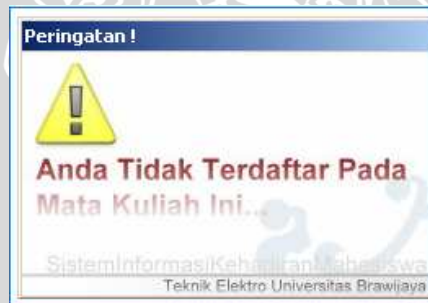 Peringatan !
Anda Tidak Terdaftar Pada
Mata Kuliah Ini...
SistemInformasiKehadiranMahasiswa
Teknik Elektro Universitas Brawijaya